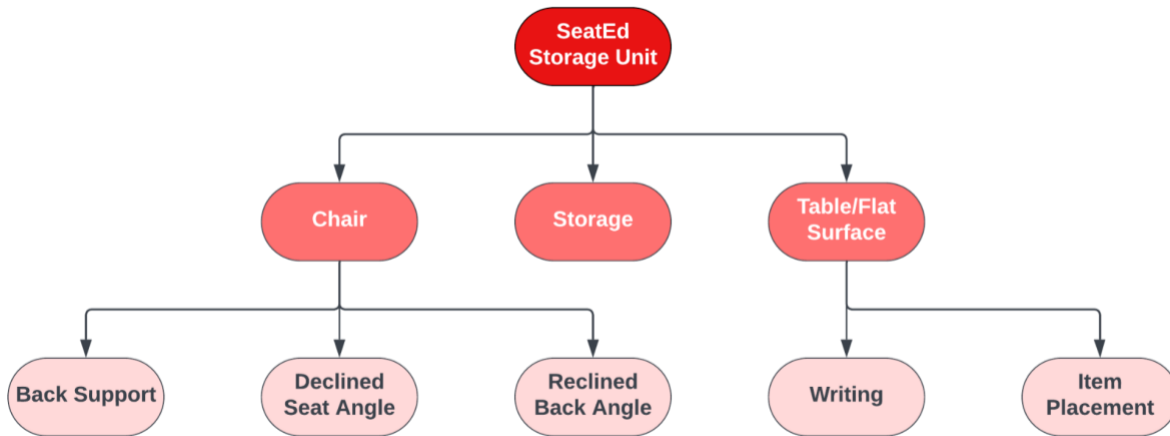 SeatEd
Storage Unit
Chair
Storage
Table/Flat
Surface
Back Support
Declined
Seat Angle
Reclined
Back Angle
Writing
Item
Placement